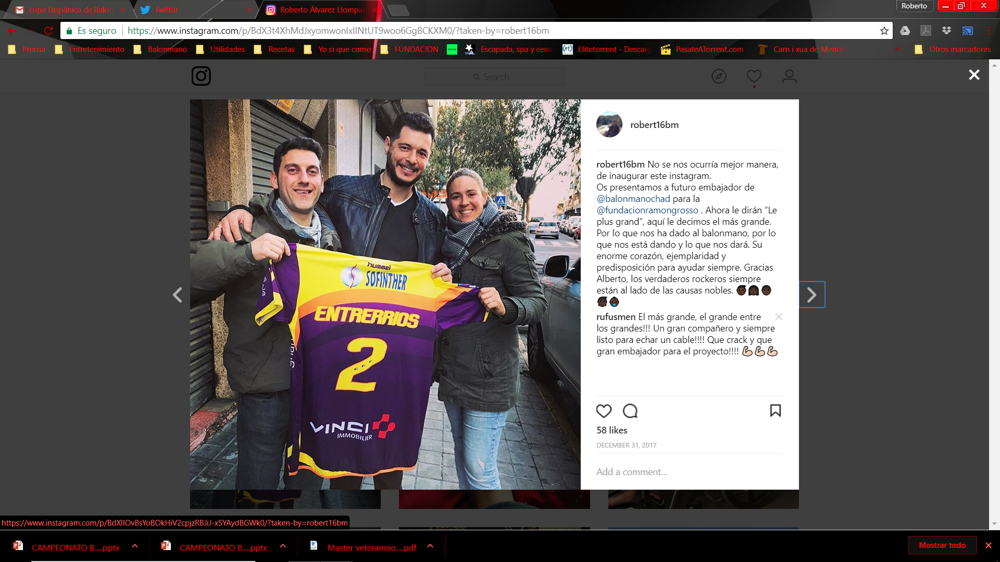 copa Hispánica de Balon
Twitter
Roberto Álvarez Llompar
Roberto
Es seguro
https://www.instagram.com/p/BdX3t4XhMdJxyomwonIxIIINtUT9woo6GgBCKXM0/?taken-by=robert16bm
Prensa
Entretenimiento
Balonmano
Utilidades
Recetas
Yo si que como
FUNDACION
Escapada, spa y cena
Elitetorrent - Descarg
PasateATorrent.com
Carn i xua de Menor
Otros marcadores
Search
robert16bm
robert16bm No se nos ocurría mejor manera,
de inaugurar este instagram.
Os presentamos a futuro embajador de
@balonmanochad para la
@fundacionramongrosso . Ahora le dirán “Le
plus grand”, aquí le decimos el más grande.
Por lo que nos ha dado al balonmano, por lo
que nos está dando y lo que nos dará. Su
enorme corazón, ejemplaridad y
predisposición para ayudar siempre. Gracias
Alberto, los verdaderos rockeros siempre
están al lado de las causas nobles.
rufusmen El más grande, el grande entre
los grandes!!! Un gran compañero y siempre
listo para echar un cable!!!! Que crack y que
gran embajador para el proyecto!!!! 💪🏻💪🏻💪🏻
58 likes
DECEMBER 31, 2017
Add a comment...
hummel
SOFINTHER
ENTRERRIOS
2
VINCI
IMMOBILIER
https://www.instagram.com/p/BdXIlOvBsYoBOkHiV2cpjzRBJiJ-xSYAydBGWk0/?taken-by=robert16bm
CAMPEONATO B....pptx
CAMPEONATO B....pptx
Master veteramno....pdf
Mostrar todo